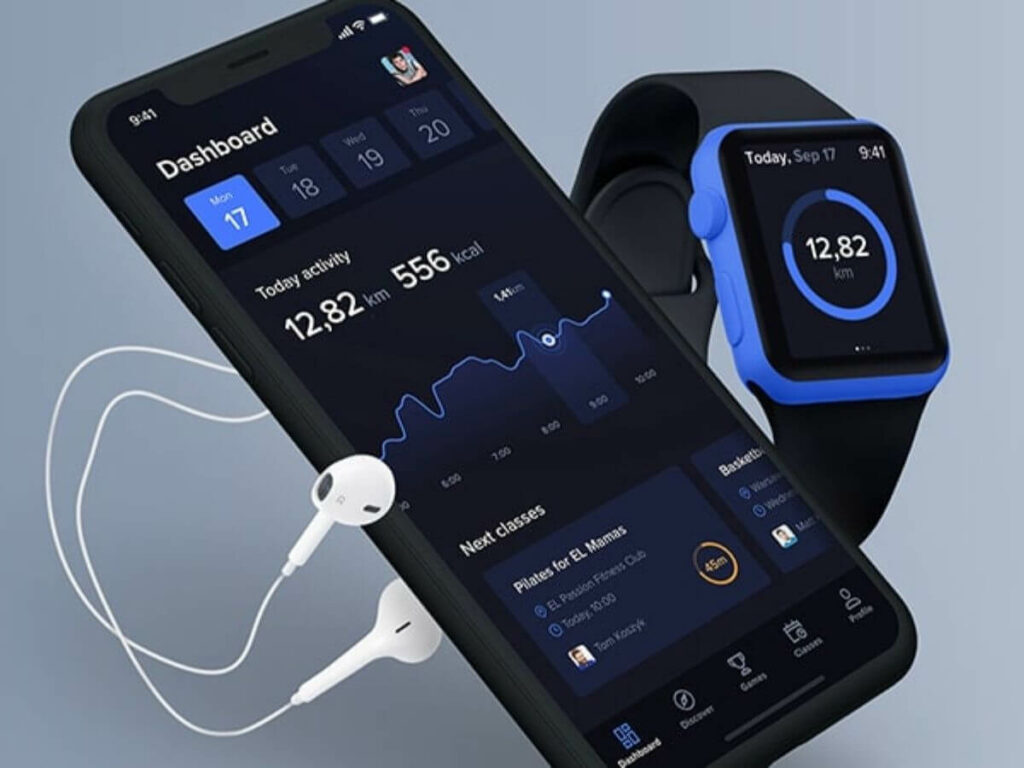 9:41
Dashboard
Mon
17
Tue
18
Wed
19
Thu
20
Today activity
12,82 km 556 kcal
1.41km
6:00
7:00
8:00
9:00
10:00
Next classes
Pilates for EL Mamas
EL Passion Fitness Club
Today, 10:00
Tom Koszyk
45m
Basketb
Matt
Dashboard
Discover
Games
Classes
Profile
Today, Sep 17 9:41
12,82
km